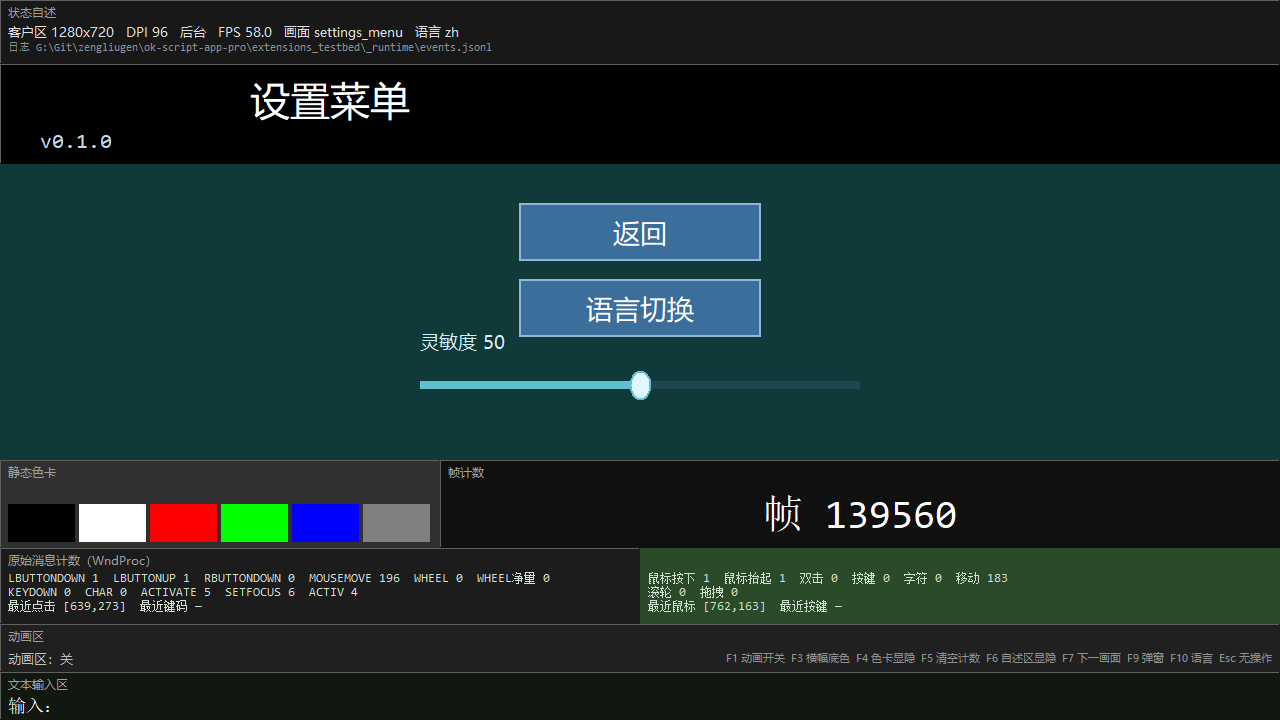 状态自述
客户区 1280x720 DPI 96 后台 FPS 58.0 画面 settings_menu 语言 zh
日志 G:\Git\zengliugen\ok-script-app-pro\extensions_testbed\_runtime\events.jsonl
设置菜单
v0.1.0
返回
语言切换
灵敏度 50
静态色卡
帧计数
帧 139560
原始消息计数（WndProc）
LBUTTONDOWN 1 LBUTTONUP 1 RBUTTONDOWN 0 MOUSEMOVE 196 WHEEL 0 WHEEL净量 0
KEYDOWN 0 CHAR 0 ACTIVATE 5 SETFOCUS 6 ACTIV 4
最近点击 [639,273] 最近键码 —
鼠标按下 1 鼠标抬起 1 双击 0 按键 0 字符 0 移动 183
滚轮 0 拖拽 0
最近鼠标 [762,163] 最近按键 —
动画区
动画区: 关
F1 动画开关 F3 横幅底色 F4 色卡显隐 F5 清空计数 F6 自述区显隐 F7 下一画面 F9 弹窗 F10 语言 Esc 无操作
文本输入区
输入: